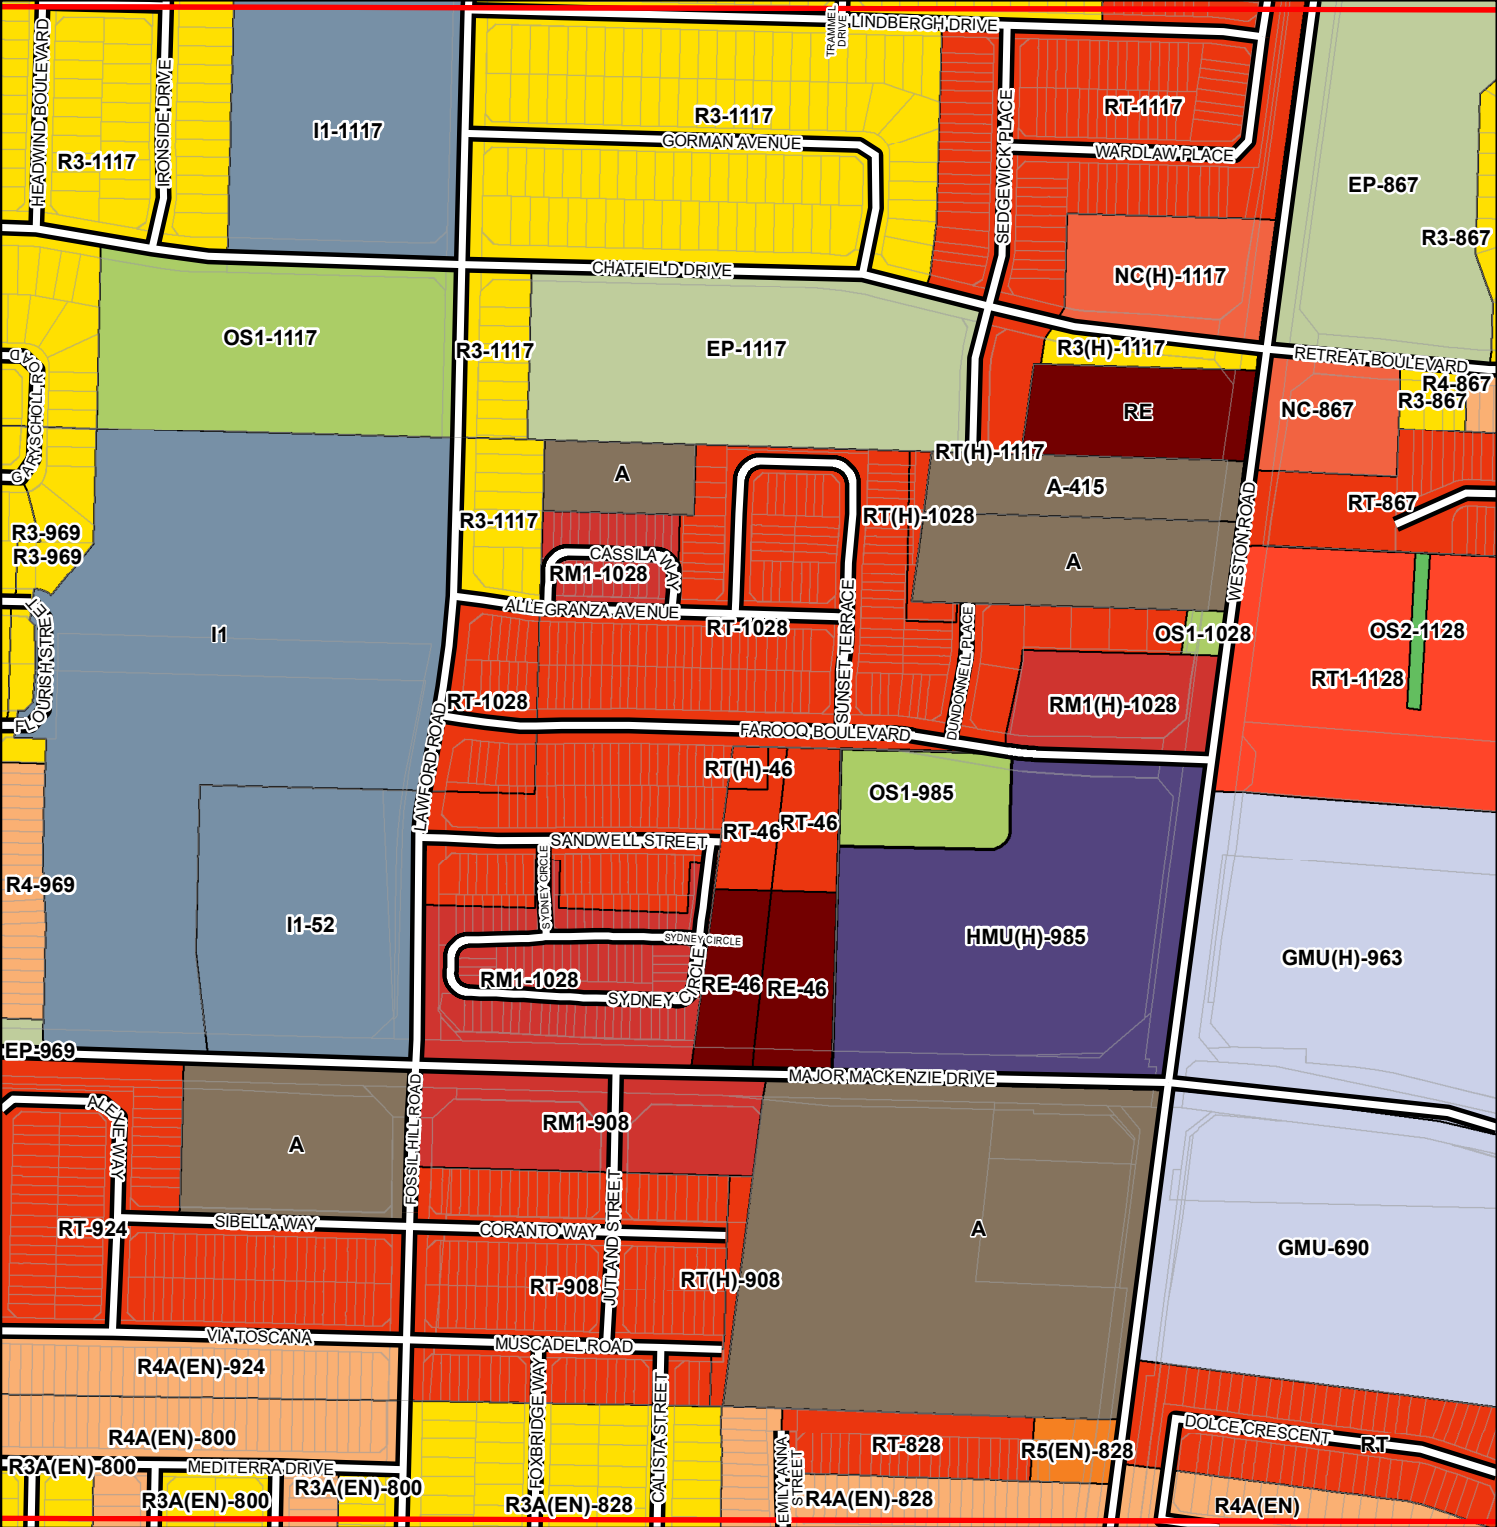 TRAMMEL
DRIVE
LINDBERGH DRIVE
HEADWIND BOULEVARD
IRONSIDE DRIVE
I1-1117
R3-1117
RT-1117
R3-1117
GORMAN AVENUE
SEDGEWICK PLACE
WARDLAW PLACE
EP-867
R3-867
CHATFIELD DRIVE
NC(H)-1117
OS1-1117
R3-1117
EP-1117
R3(H)-1117
RETREAT BOULEVARD
GARYSCHOLL ROAD
RE
NC-867
R4-867
R3-867
RT(H)-1117
A
A-415
RT-867
R3-1117
RT(H)-1028
WESTON ROAD
R3-969
R3-969
CASSILA WAY
RM1-1028
A
ALLEGRANZA AVENUE
RT-1028
SUNSET TERRACE
DUNDONNELL PLACE
OS1-1028
OS2-1128
I1
FLOURISH STREET
RT1-1128
RT-1028
RM1(H)-1028
FAROOQ BOULEVARD
LAWFORD ROAD
RT(H)-46
OS1-985
RT-46
RT-46
SANDWELL STREET
SYDNEY CIRCLE
R4-969
I1-52
SYDNEY CIRCLE
HMU(H)-985
GMU(H)-963
RM1-1028
SYDNEY CIRCLE
RE-46
RE-46
EP-969
MAJOR MACKENZIE DRIVE
ALEXIE WAY
FOSSIL HILL ROAD
RM1-908
A
JUTLAND STREET
RT-924
SIBELLA WAY
CORANTO WAY
A
GMU-690
RT-908
RT(H)-908
VIA TOSCANA
MUSCADEL ROAD
R4A(EN)-924
FOXBRIDGE WAY
CALISTA STREET
R4A(EN)-800
DOLCE CRESCENT
RT
RT-828
R5(EN)-828
R3A(EN)-800
MEDITERRA DRIVE
R3A(EN)-800
R3A(EN)-800
R3A(EN)-828
EMILY ANNA
STREET
R4A(EN)-828
R4A(EN)